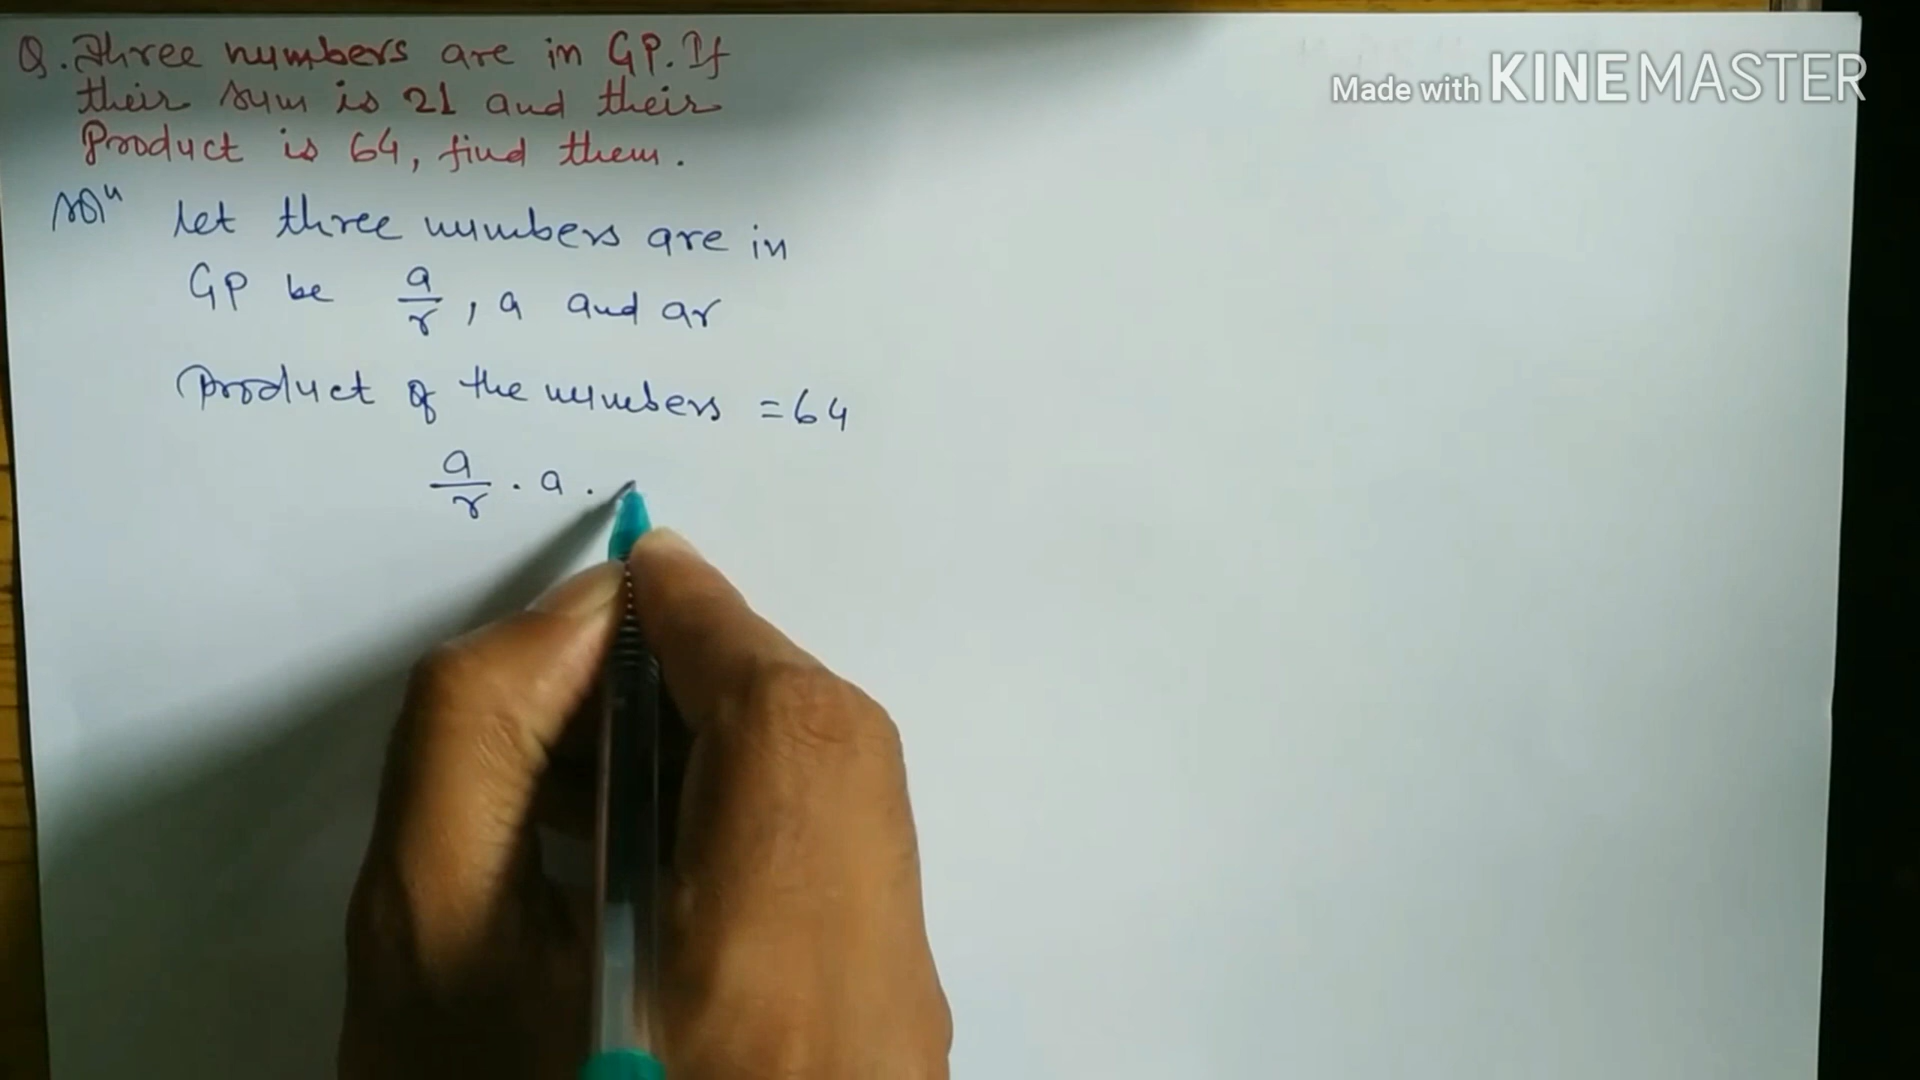 Q. Three numbers are in GP. If
their sum is 21 and their
Product is 64, find them.
Made with KINEMASTER
Solⁿ let three numbers are in
GP be a/r, a and ar
Product of the numbers = 64
a/r . a .